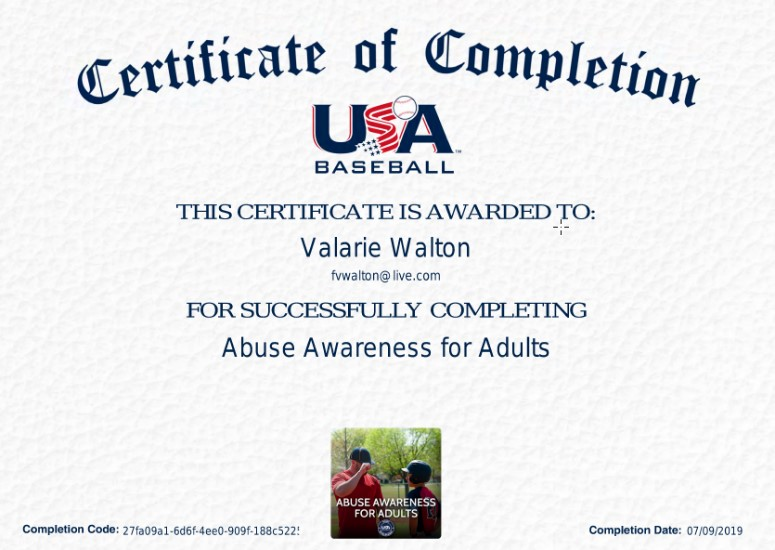 Certificate of Completion
USA
BASEBALL
THIS CERTIFICATE IS AWARDED TO:
Valarie Walton
fvwalton@live.com
FOR SUCCESSFULLY COMPLETING
Abuse Awareness for Adults
ABUSE AWARENESS
FOR ADULTS
Completion Code: 27fa09a1-6d6f-4ee0-909f-188c522
Completion Date: 07/09/2019